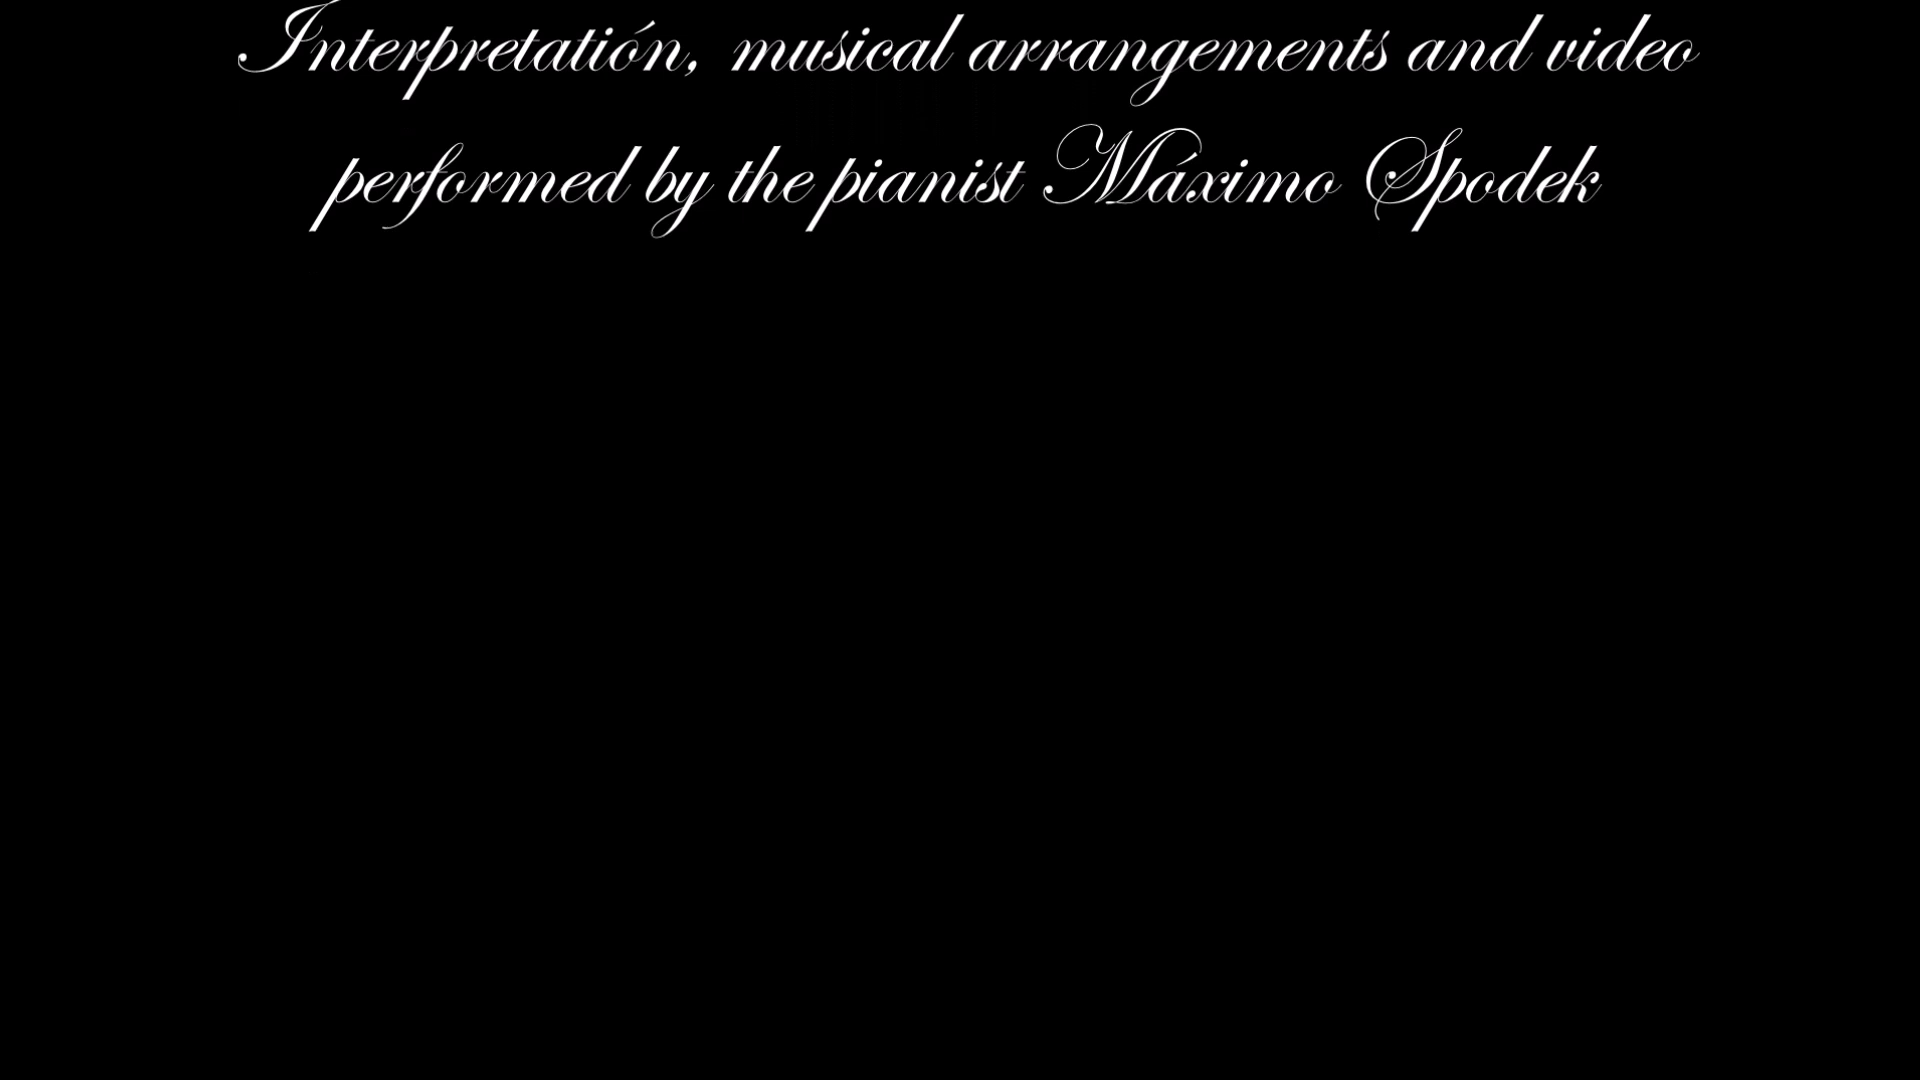 Interpretatión, musical arrangements and video
performed by the pianist Máximo Spodek